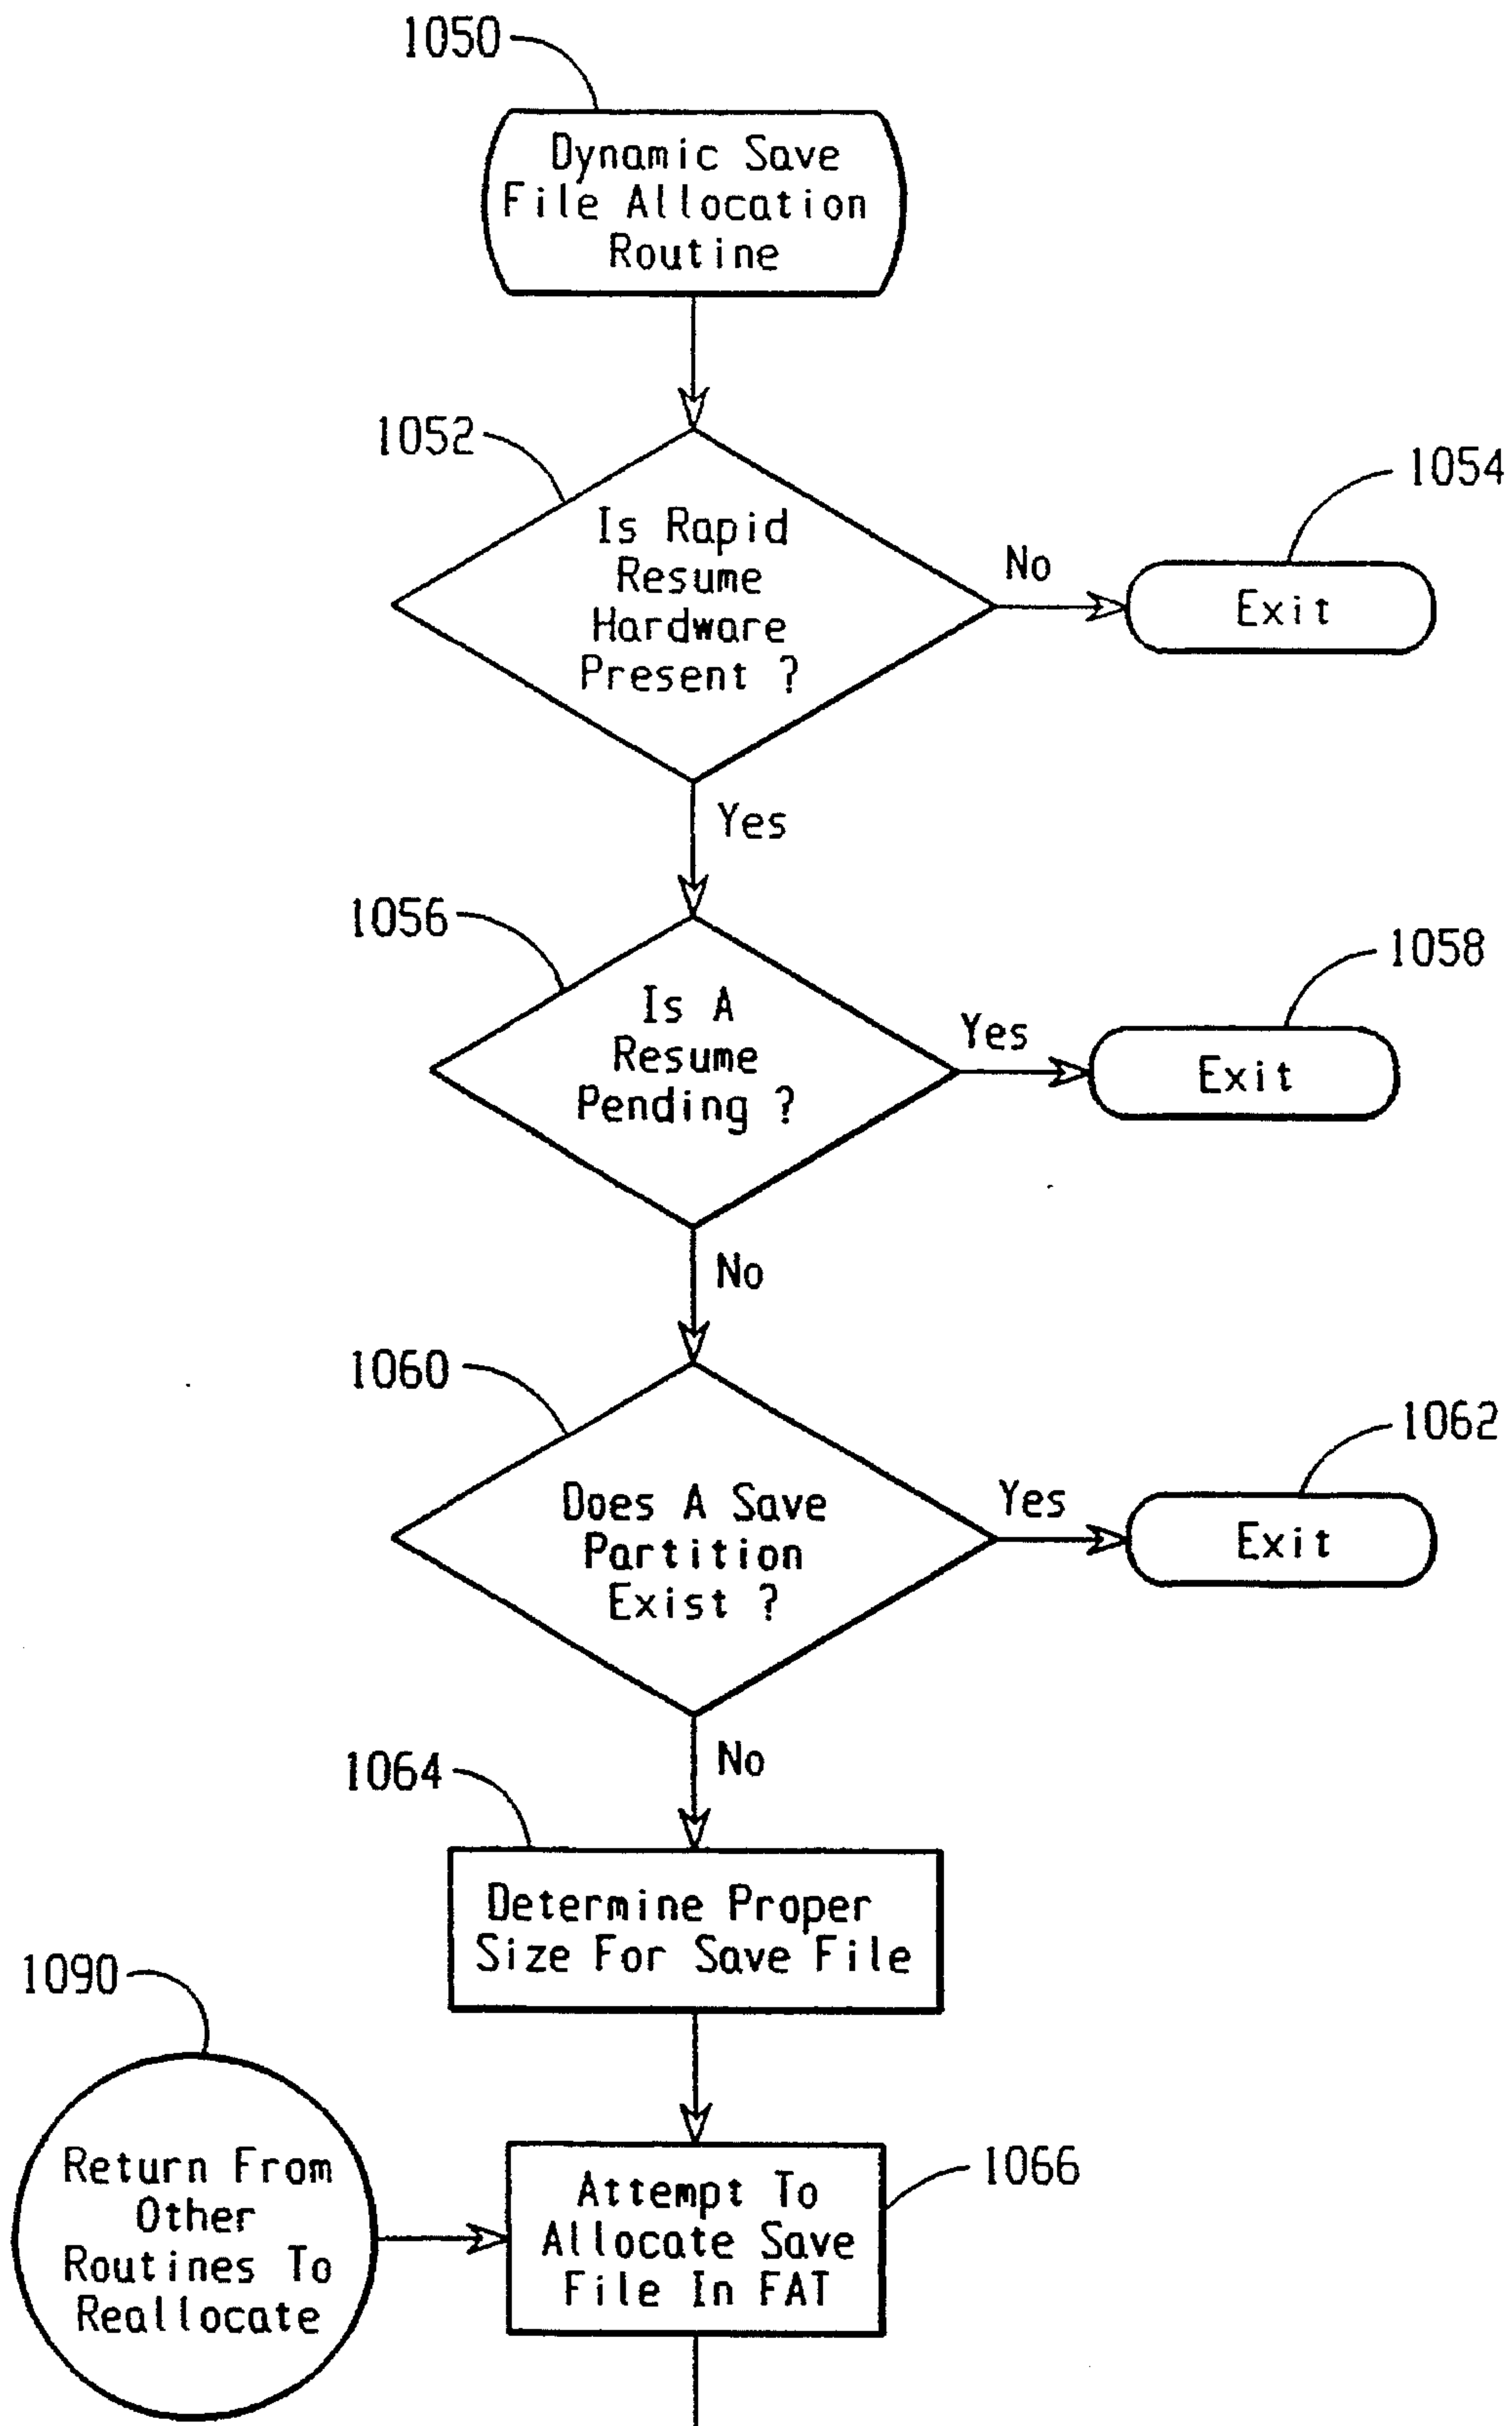 1050
Dynamic Save
File Allocation
Routine
1052
Is Rapid
Resume
Hardware
Present ?
No
1054
Exit
Yes
1056
Is A
Resume
Pending ?
Yes
1058
Exit
No
1060
Does A Save
Partition
Exist ?
Yes
1062
Exit
No
1064
Determine Proper
Size For Save File
1090
Return From
Other
Routines To
Reallocate
1066
Attempt To
Allocate Save
File In FAT